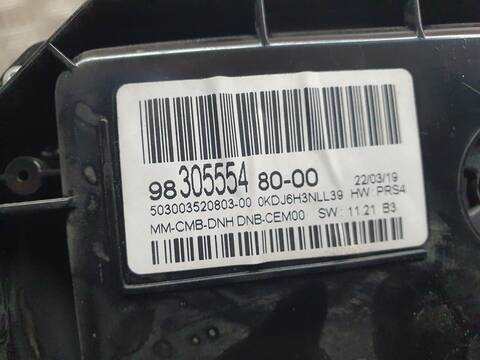 98 305554 80-00 22/03/19
503003520803-00 0KDJ6H3NLL39 HW: PRS4
MM-CMB-DNH DNB-CEM00 SW: 11.21 B3